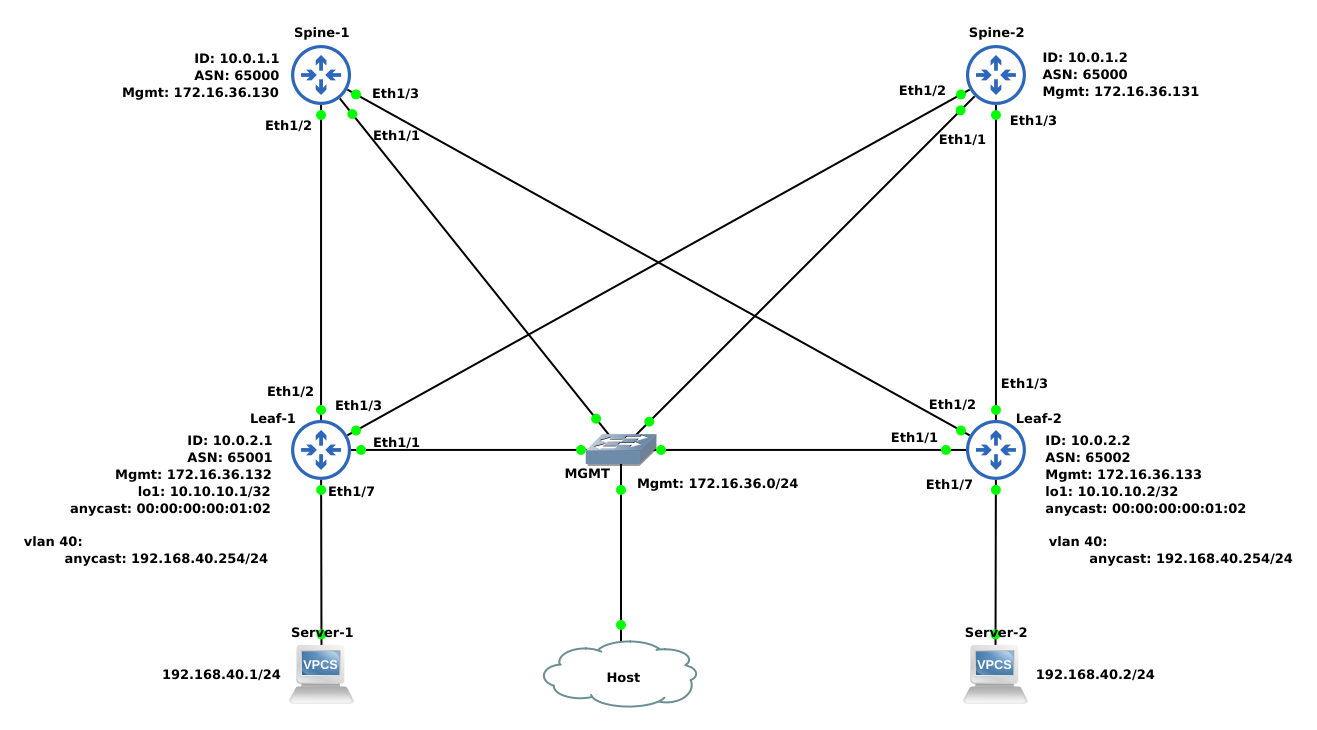 Spine-1
Spine-2
ID: 10.0.1.1
ASN: 65000
Mgmt: 172.16.36.130
ID: 10.0.1.2
ASN: 65000
Mgmt: 172.16.36.131
Eth1/3
Eth1/2
Eth1/1
Eth1/2
Eth1/3
Eth1/1
Eth1/2
Eth1/3
Leaf-1
Eth1/1
Eth1/3
Eth1/2
Leaf-2
Eth1/1
ID: 10.0.2.1
ASN: 65001
Mgmt: 172.16.36.132
lo1: 10.10.10.1/32
anycast: 00:00:00:00:01:02
Eth1/7
MGMT
Mgmt: 172.16.36.0/24
Eth1/7
ID: 10.0.2.2
ASN: 65002
Mgmt: 172.16.36.133
lo1: 10.10.10.2/32
anycast: 00:00:00:00:01:02
vlan 40:
anycast: 192.168.40.254/24
vlan 40:
anycast: 192.168.40.254/24
Server-1
VPCS
192.168.40.1/24
Host
Server-2
VPCS
192.168.40.2/24